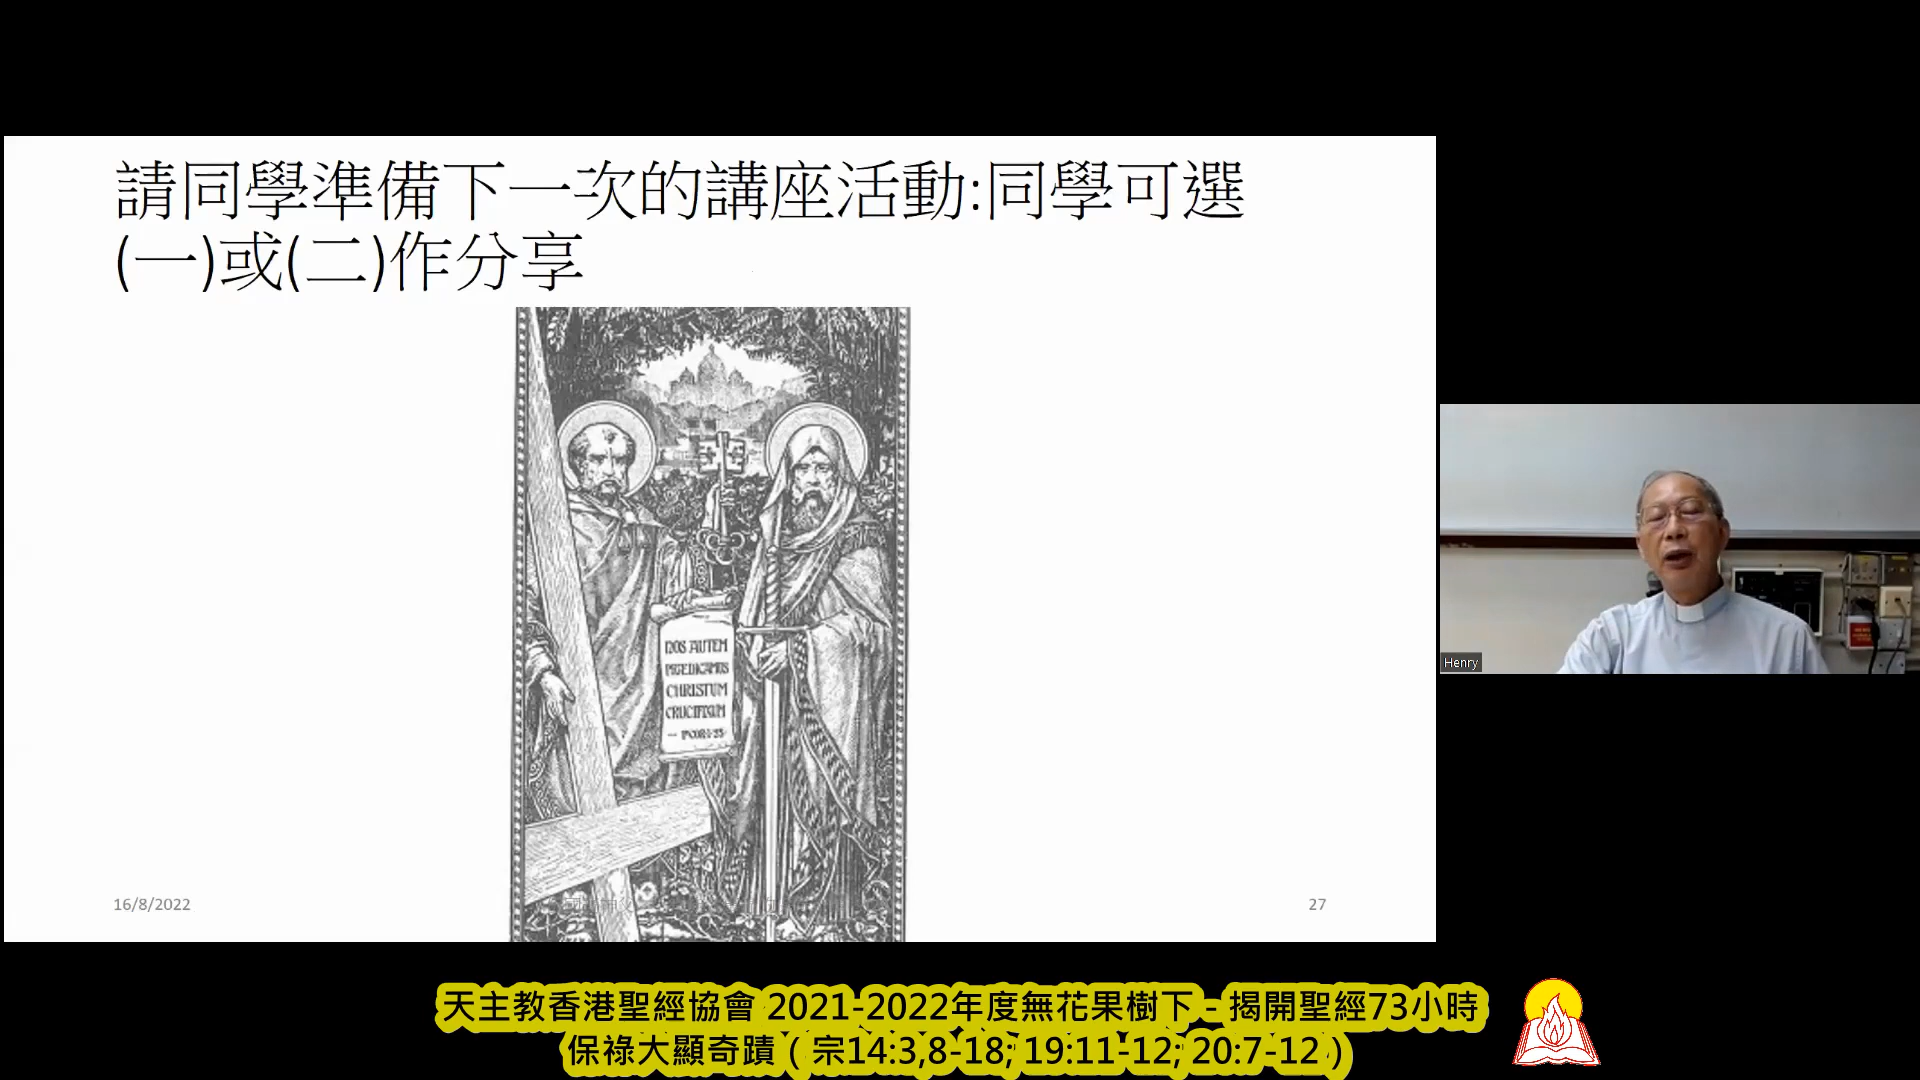 請同學準備下一次的講座活動:同學可選
(一)或(二)作分享
NOS AUTEM
PRÆDICAMUS
CHRISTUM
CRUCIFIXUM
16/8/2022
27
Henry
天主教香港聖經協會 2021-2022年度無花果樹下 - 揭開聖經73小時
保祿大顯奇蹟（宗14:3,8-18; 19:11-12; 20:7-12）